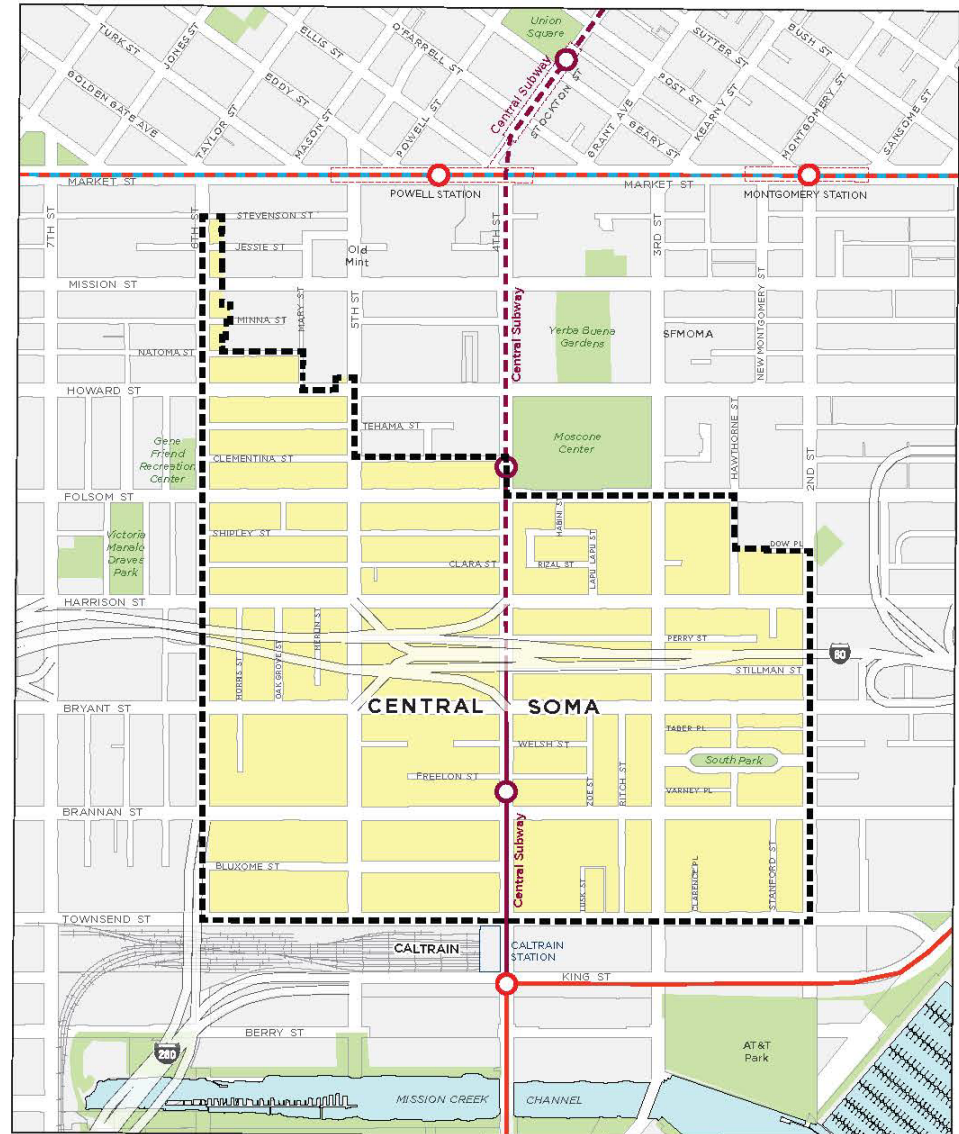 Union
Square
TURK ST
JONES ST
ELLIS ST
O'FARRELL ST
SUTTER ST
BUSH ST
GOLDEN GATE AVE
EDDY ST
POST ST
Central Subway
STOCKTON ST
TAYLOR ST
MASON ST
POWELL ST
GRANT AVE
GEARY ST
KEARNY ST
MONTGOMERY ST
SANSOME ST
MARKET ST
POWELL STATION
MARKET ST
MONTGOMERY STATION
7TH ST
6TH ST
STEVENSON ST
4TH ST
3RD ST
JESSIE ST
Old
Mint
MISSION ST
MARY ST
5TH ST
MINNA ST
Central Subway
Yerba Buena
Gardens
SFMOMA
NEW MONTGOMERY ST
NATOMA ST
HOWARD ST
TEHAMA ST
Moscone
Center
HAWTHORNE ST
2ND ST
Gene
Friend
Recreation
Center
CLEMENTINA ST
FOLSOM ST
Victoria
Manalo
Draves
Park
SHIPLEY ST
HABINI ST
LAPU LAPU ST
DOW PL
CLARA ST
RIZAL ST
HARRISON ST
MERLIN ST
PERRY ST
80
HORRIS ST
OAK GROVE ST
STILLMAN ST
BRYANT ST
CENTRAL SOMA
TABER PL
WELSH ST
South Park
FREELON ST
ZOE ST
RITCH ST
VARNEY PL
BRANNAN ST
Central Subway
BLUXOME ST
LUSK ST
CLARENCE PL
STANFORD ST
TOWNSEND ST
CALTRAIN
CALTRAIN
STATION
KING ST
BERRY ST
280
AT&T
Park
MISSION CREEK CHANNEL